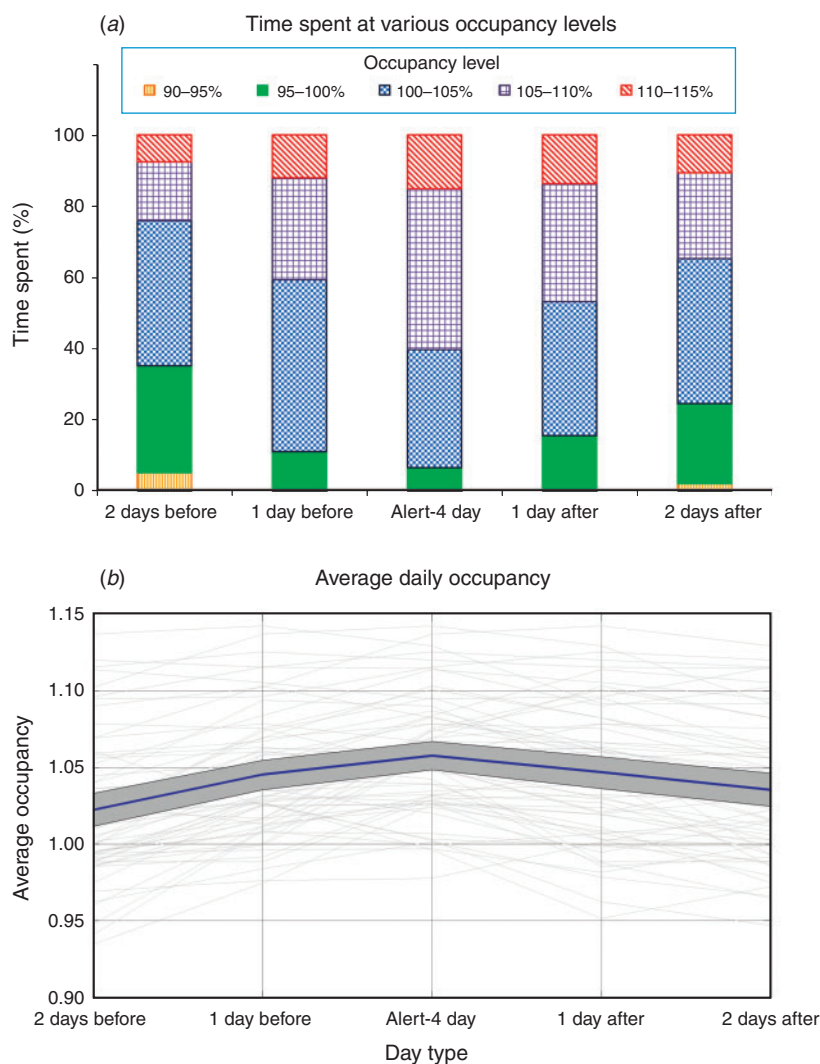 (a) Time spent at various occupancy levels
Occupancy level
90–95% 95–100% 100–105% 105–110% 110–115%
Time spent (%)
100
80
60
40
20
0
2 days before 1 day before Alert-4 day 1 day after 2 days after
(b) Average daily occupancy
Average occupancy
1.15
1.10
1.05
1.00
0.95
0.90
2 days before 1 day before Alert-4 day 1 day after 2 days after
Day type